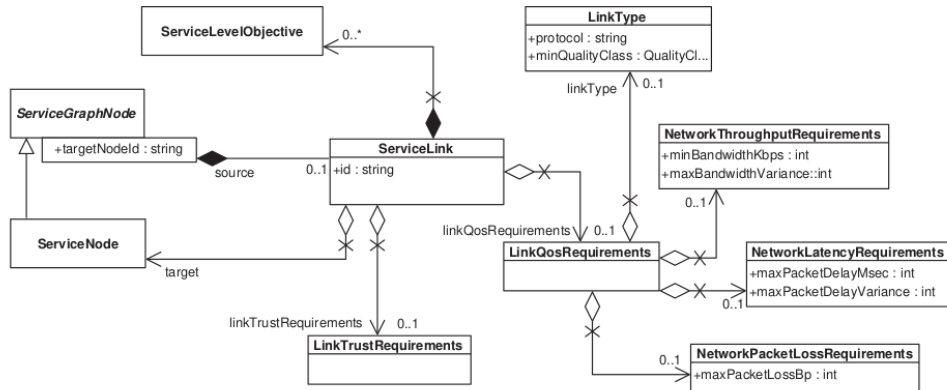 ServiceLevelObjective
0..*
LinkType
+protocol : string
+minQualityClass : QualityCl...
linkType
0..1
ServiceGraphNode
+targetNodeId : string
source
0..1
ServiceLink
+id : string
NetworkThroughputRequirements
+minBandwidthKbps : int
+maxBandwidthVariance::int
0..1
linkQosRequirements
0..1
LinkQosRequirements
ServiceNode
target
NetworkLatencyRequirements
+maxPacketDelayMsec : int
+maxPacketDelayVariance : int
0..1
linkTrustRequirements
0..1
LinkTrustRequirements
0..1
NetworkPacketLossRequirements
+maxPacketLossBp : int